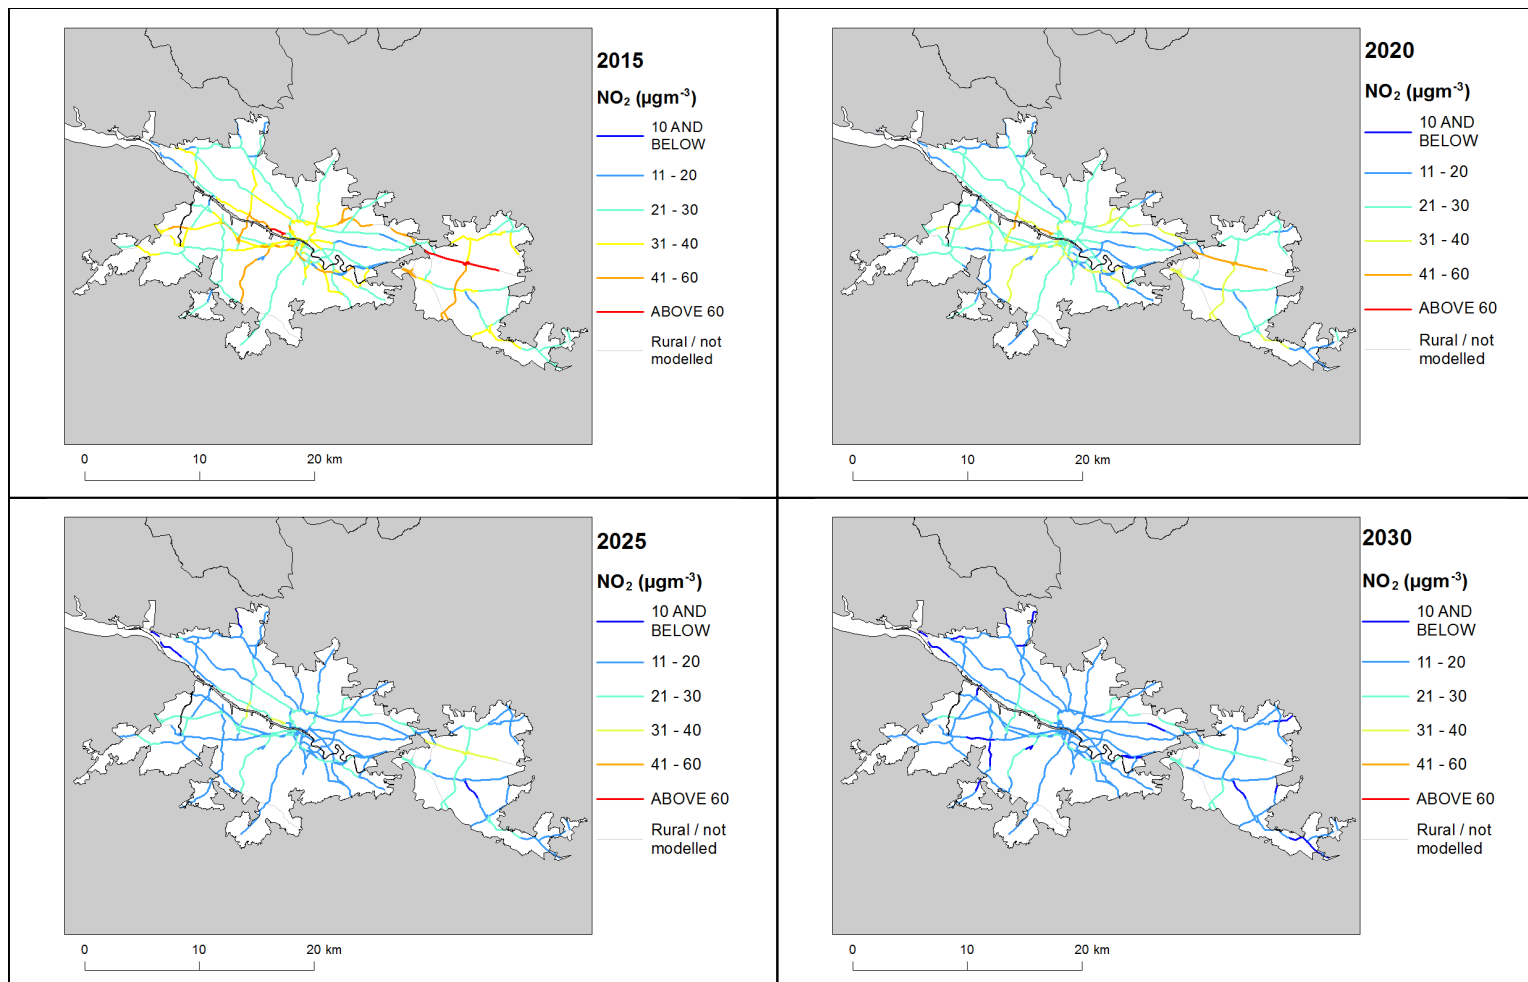 2015
NO₂ (µgm⁻³)
10 AND
BELOW
11 - 20
21 - 30
31 - 40
41 - 60
ABOVE 60
Rural / not
modelled
0 10 20 km
2020
NO₂ (µgm⁻³)
10 AND
BELOW
11 - 20
21 - 30
31 - 40
41 - 60
ABOVE 60
Rural / not
modelled
0 10 20 km
2025
NO₂ (µgm⁻³)
10 AND
BELOW
11 - 20
21 - 30
31 - 40
41 - 60
ABOVE 60
Rural / not
modelled
0 10 20 km
2030
NO₂ (µgm⁻³)
10 AND
BELOW
11 - 20
21 - 30
31 - 40
41 - 60
ABOVE 60
Rural / not
modelled
0 10 20 km